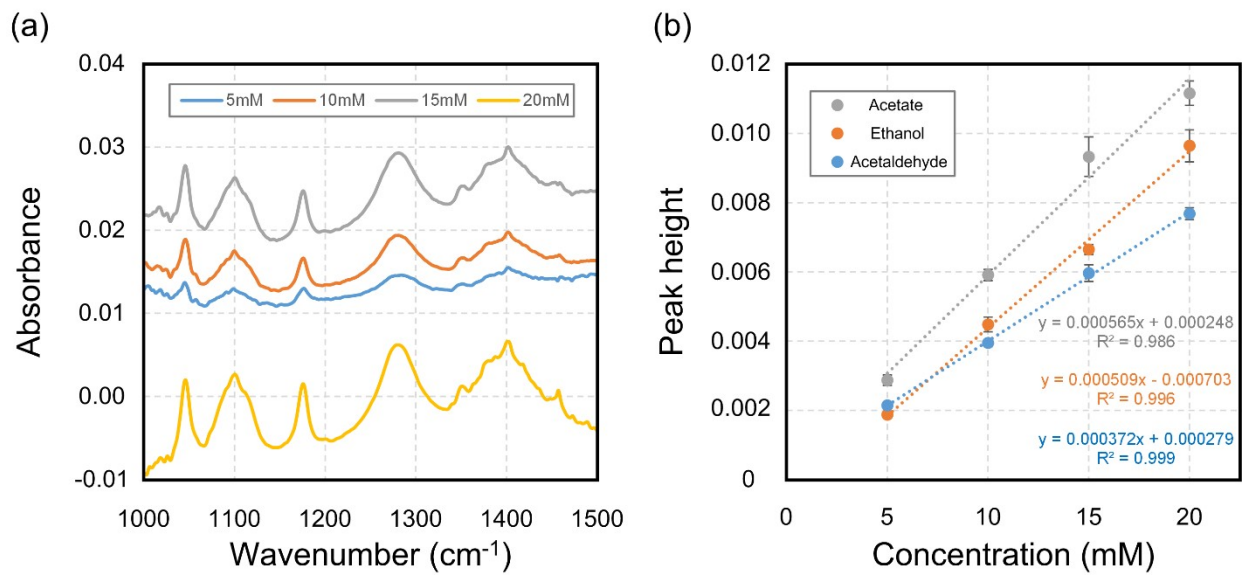 (a)
0.04
0.03
0.02
0.01
0.00
-0.01
Absorbance
5mM 10mM 15mM 20mM
1000 1100 1200 1300 1400 1500
Wavenumber (cm⁻¹)
(b)
0.012
0.010
0.008
0.006
0.004
0.002
0
Peak height
Acetate
Ethanol
Acetaldehyde
y = 0.000565x + 0.000248
R² = 0.986
y = 0.000509x - 0.000703
R² = 0.996
y = 0.000372x + 0.000279
R² = 0.999
0 5 10 15 20
Concentration (mM)